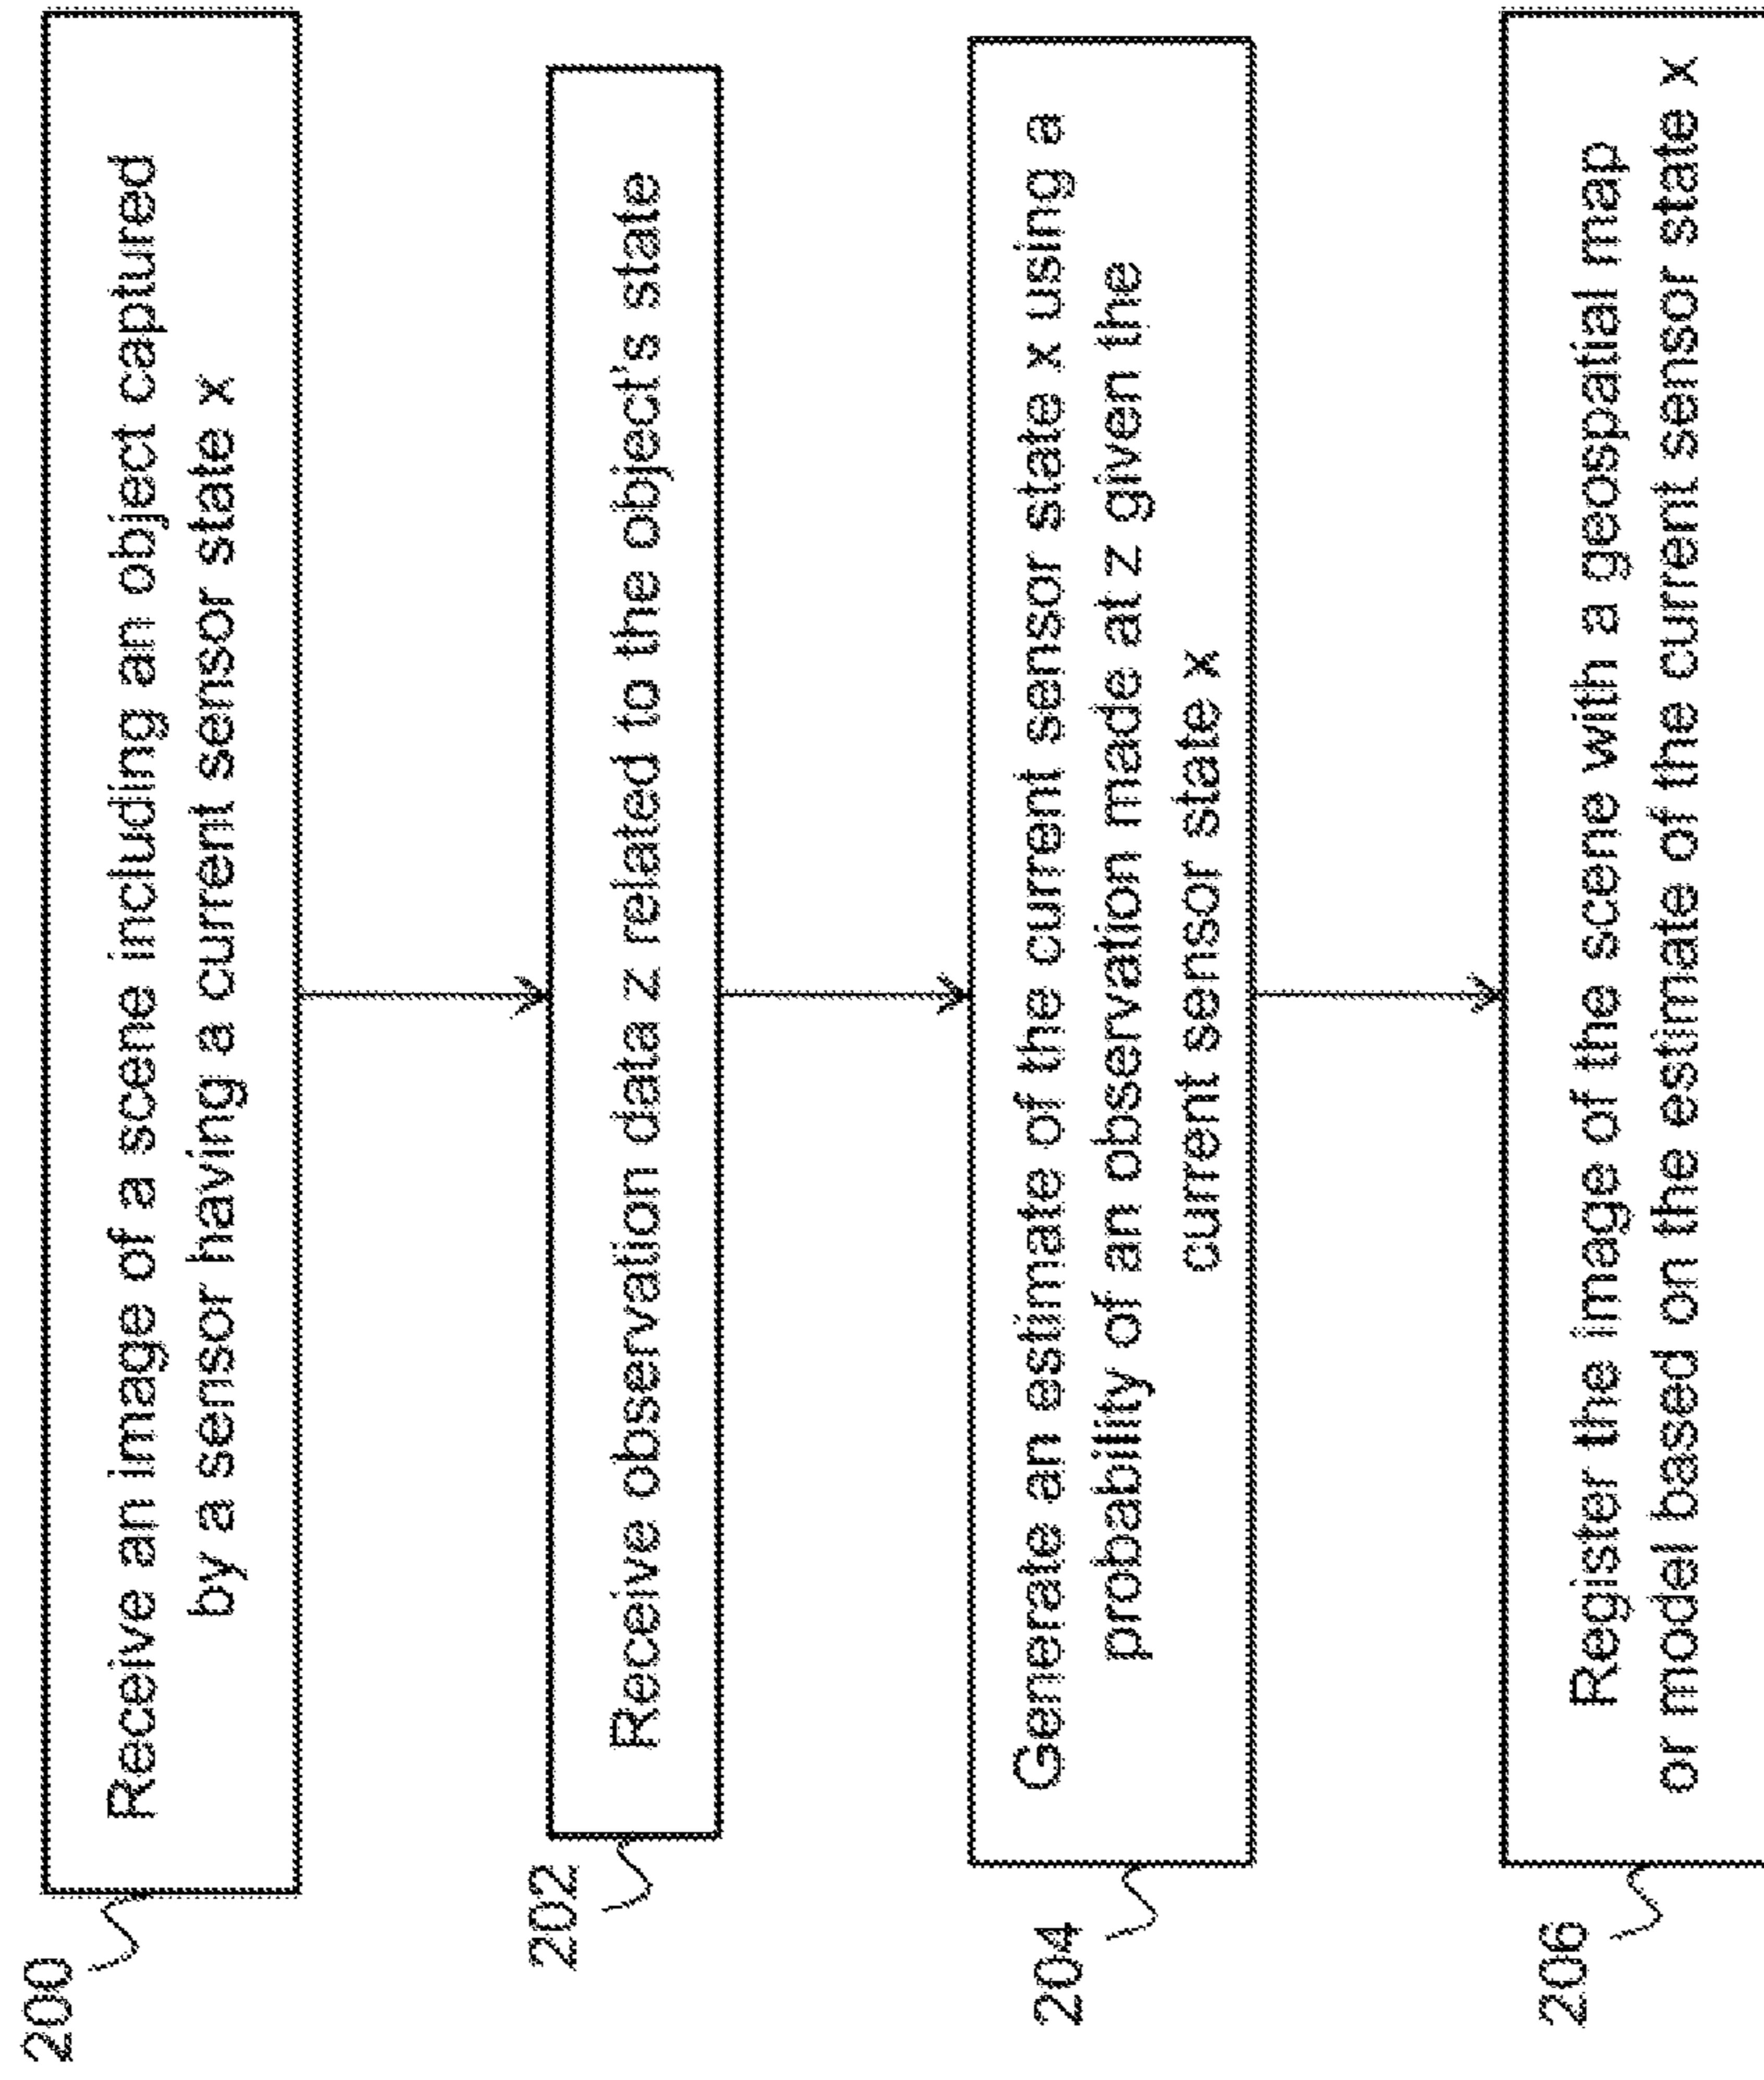 200
Receive an image of a scene including an object captured
by a sensor having a current sensor state x
202
Receive observation data z related to the object's state
204
Generate an estimate of the current sensor state x using a
probability of an observation made at z given the
current sensor state x
206
Register the image of the scene with a geospatial map
or model based on the estimate of the current sensor state x